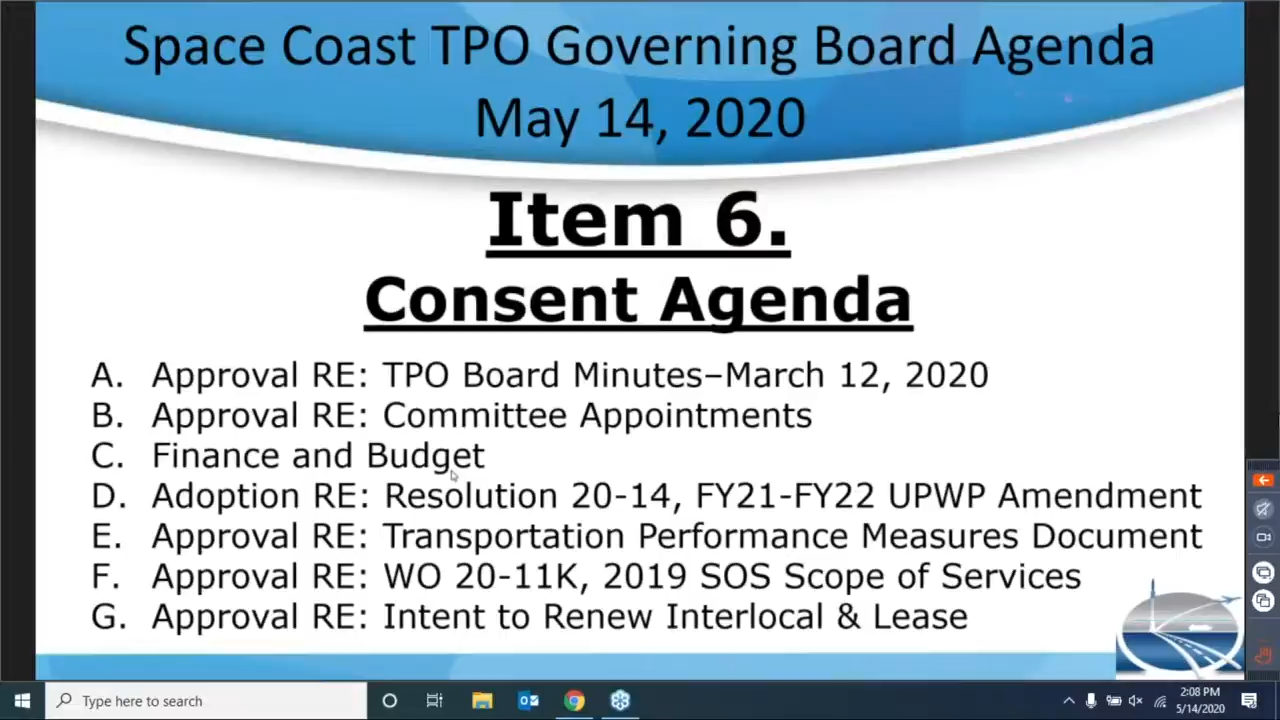 Space Coast TPO Governing Board Agenda
May 14, 2020
Item 6.
Consent Agenda
A. Approval RE: TPO Board Minutes–March 12, 2020
B. Approval RE: Committee Appointments
C. Finance and Budget
D. Adoption RE: Resolution 20-14, FY21-FY22 UPWP Amendment
E. Approval RE: Transportation Performance Measures Document
F. Approval RE: WO 20-11K, 2019 SOS Scope of Services
G. Approval RE: Intent to Renew Interlocal & Lease
Type here to search
2:08 PM
5/14/2020